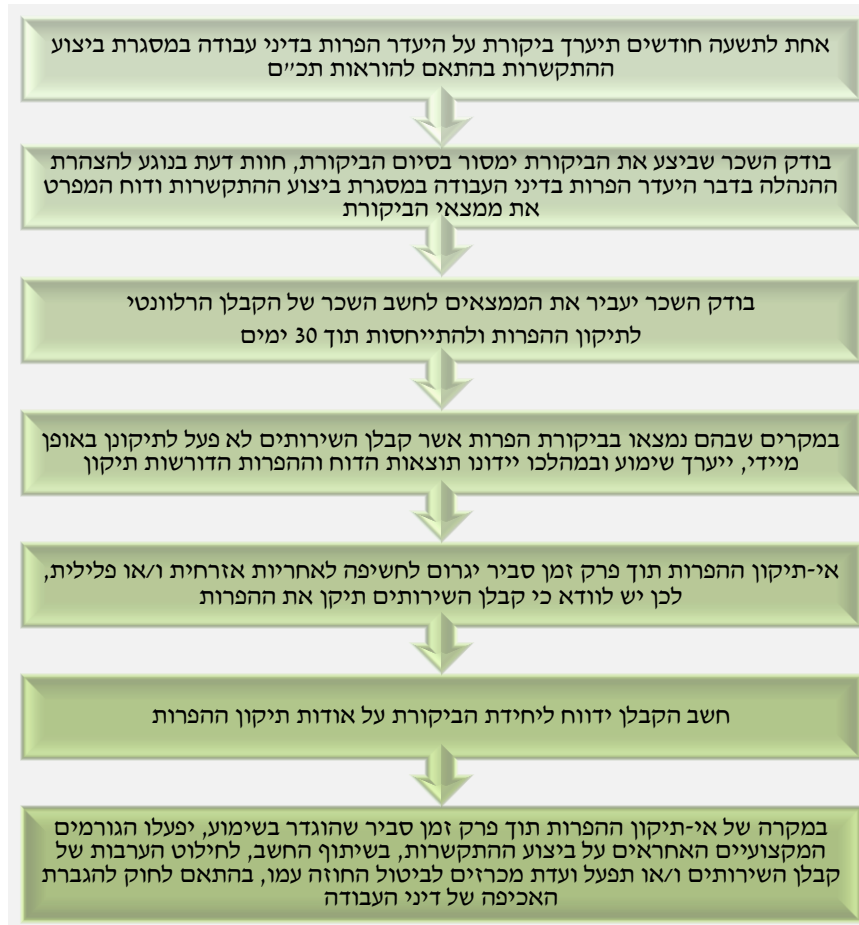 אחת לתשעה חודשים תיערך ביקורת על היעדר הפרות בדיני עבודה במסגרת ביצוע
ההתקשרות בהתאם להוראות תכ״ם
בודק השכר שביצע את הביקורת ימסור בסיום הביקורת, חוות דעת בנוגע להצהרת
ההנהלה בדבר היעדר הפרות בדיני העבודה במסגרת ביצוע ההתקשרות ודוח המפרט
את ממצאי הביקורת
בודק השכר יעביר את הממצאים לחשב השכר של הקבלן הרלוונטי
לתיקון ההפרות ולהתייחסות תוך 30 ימים
במקרים שבהם נמצאו בביקורת הפרות אשר קבלן השירותים לא פעל לתיקונן באופן
מיידי, ייערך שימוע ובמהלכו יידונו תוצאות הדוח וההפרות הדורשות תיקון
אי-תיקון ההפרות תוך פרק זמן סביר יגרום לחשיפה לאחריות אזרחית ו/או פלילית,
לכן יש לוודא כי קבלן השירותים תיקן את ההפרות
חשב הקבלן ידווח ליחידת הביקורת על אודות תיקון ההפרות
במקרה של אי-תיקון ההפרות תוך פרק זמן סביר שהוגדר בשימוע, יפעלו הגורמים
המקצועיים האחראים על ביצוע ההתקשרות, בשיתוף החשב, לחילוט הערבות של
קבלן השירותים ו/או תפעל ועדת מכרזים לביטול החוזה עמו, בהתאם לחוק להגברת
האכיפה של דיני העבודה